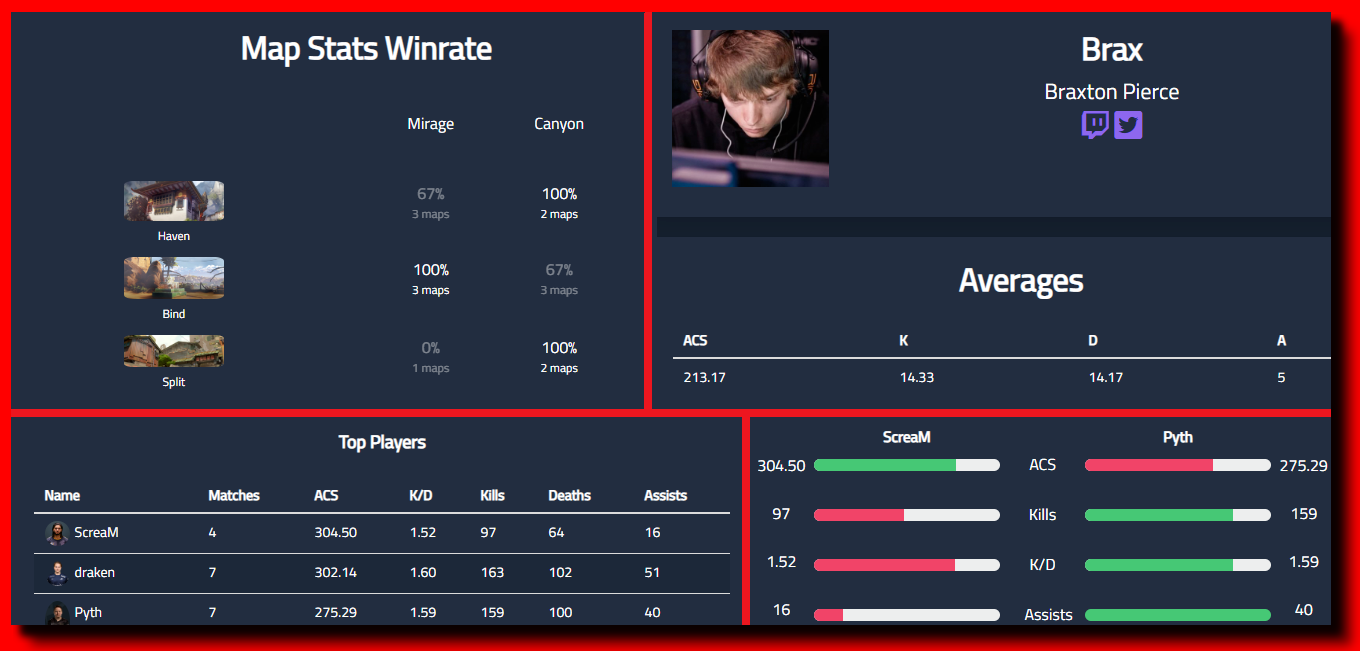 Map Stats Winrate
Mirage Canyon
67% 100%
3 maps 2 maps
Haven
100% 67%
3 maps 3 maps
Bind
0% 100%
1 maps 2 maps
Split
Brax
Braxton Pierce
Averages
ACS K D A
213.17 14.33 14.17 5
Top Players
Name Matches ACS K/D Kills Deaths Assists
ScreaM 4 304.50 1.52 97 64 16
draken 7 302.14 1.60 163 102 51
Pyth 7 275.29 1.59 159 100 40
ScreaM Pyth
304.50 ACS 275.29
97 Kills 159
1.52 K/D 1.59
16 Assists 40